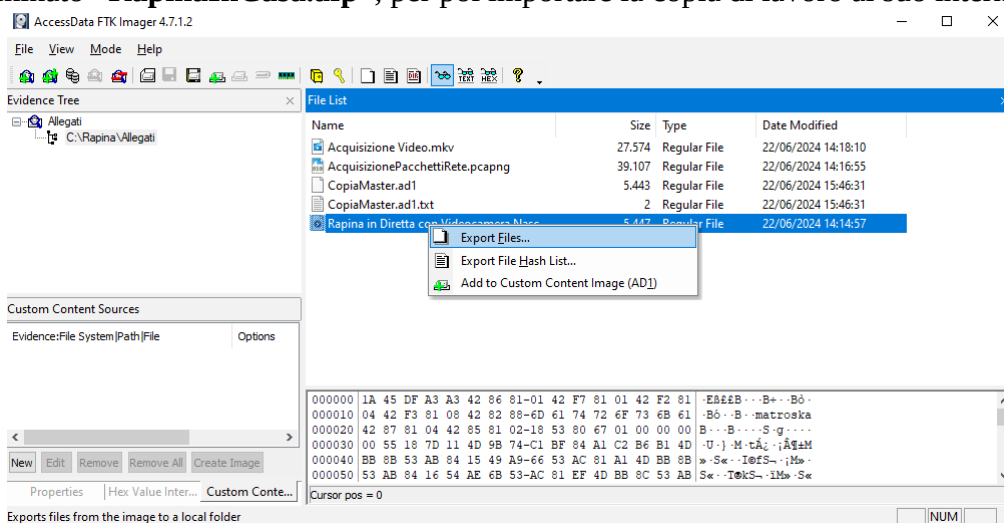 AccessData FTK Imager 4.7.1.2
File View Mode Help
Evidence Tree
File List
Allegati
C:\Rapina\Allegati
Name Size Type Date Modified
Acquisizione Video.mkv 27.574 Regular File 22/06/2024 14:18:10
AcquisizionePacchettiRete.pcapng 39.107 Regular File 22/06/2024 14:16:55
CopiaMaster.ad1 5.443 Regular File 22/06/2024 15:46:31
CopiaMaster.ad1.txt 2 Regular File 22/06/2024 15:46:31
Rapina in Diretta con Videocamera Nasc... 5.447 Regular File 22/06/2024 14:14:57
Export Files...
Export File Hash List...
Add to Custom Content Image (AD1)
Custom Content Sources
Evidence:File System|Path|File Options
New Edit Remove Remove All Create Image
Properties Hex Value Inter... Custom Conte...
000000 1A 45 DF A3 A3 42 86 81-01 42 F7 81 01 42 F2 81 ·Eß££B···B÷··Bò·
000010 04 42 F3 81 08 42 82 88-6D 61 74 72 6F 73 6B 61 ·Bó··B··matroska
000020 42 87 81 04 42 85 81 02-18 53 80 67 01 00 00 00 B···B····S·g····
000030 00 55 18 7D 11 4D 9B 74-C1 BF 84 A1 C2 B6 B1 4D ·U·}·M·tÁ¿·¡Â¶±M
000040 BB 8B 53 AB 84 15 49 A9-66 53 AC 81 A1 4D BB 8B »·S«··I©fS¬·¡M»·
000050 53 AB 84 16 54 AE 6B 53-AC 81 EF 4D BB 8C 53 AB S«··T®kS¬·ïM»·S«
Cursor pos = 0
Exports files from the image to a local folder
NUM